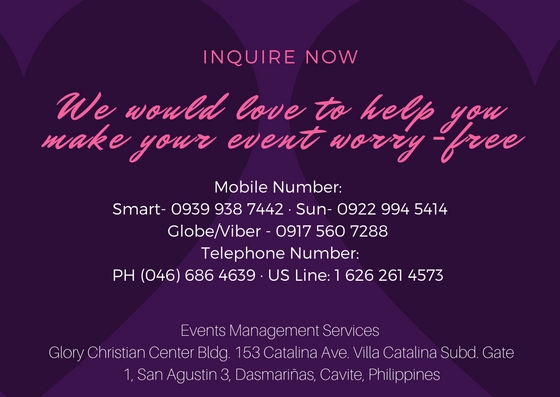 INQUIRE NOW
We would love to help you
make your event worry-free
Mobile Number:
Smart- 0939 938 7442 · Sun- 0922 994 5414
Globe/Viber - 0917 560 7288
Telephone Number:
PH (046) 686 4639 · US Line: 1 626 261 4573
Events Management Services
Glory Christian Center Bldg. 153 Catalina Ave. Villa Catalina Subd. Gate
1, San Agustin 3, Dasmariñas, Cavite, Philippines